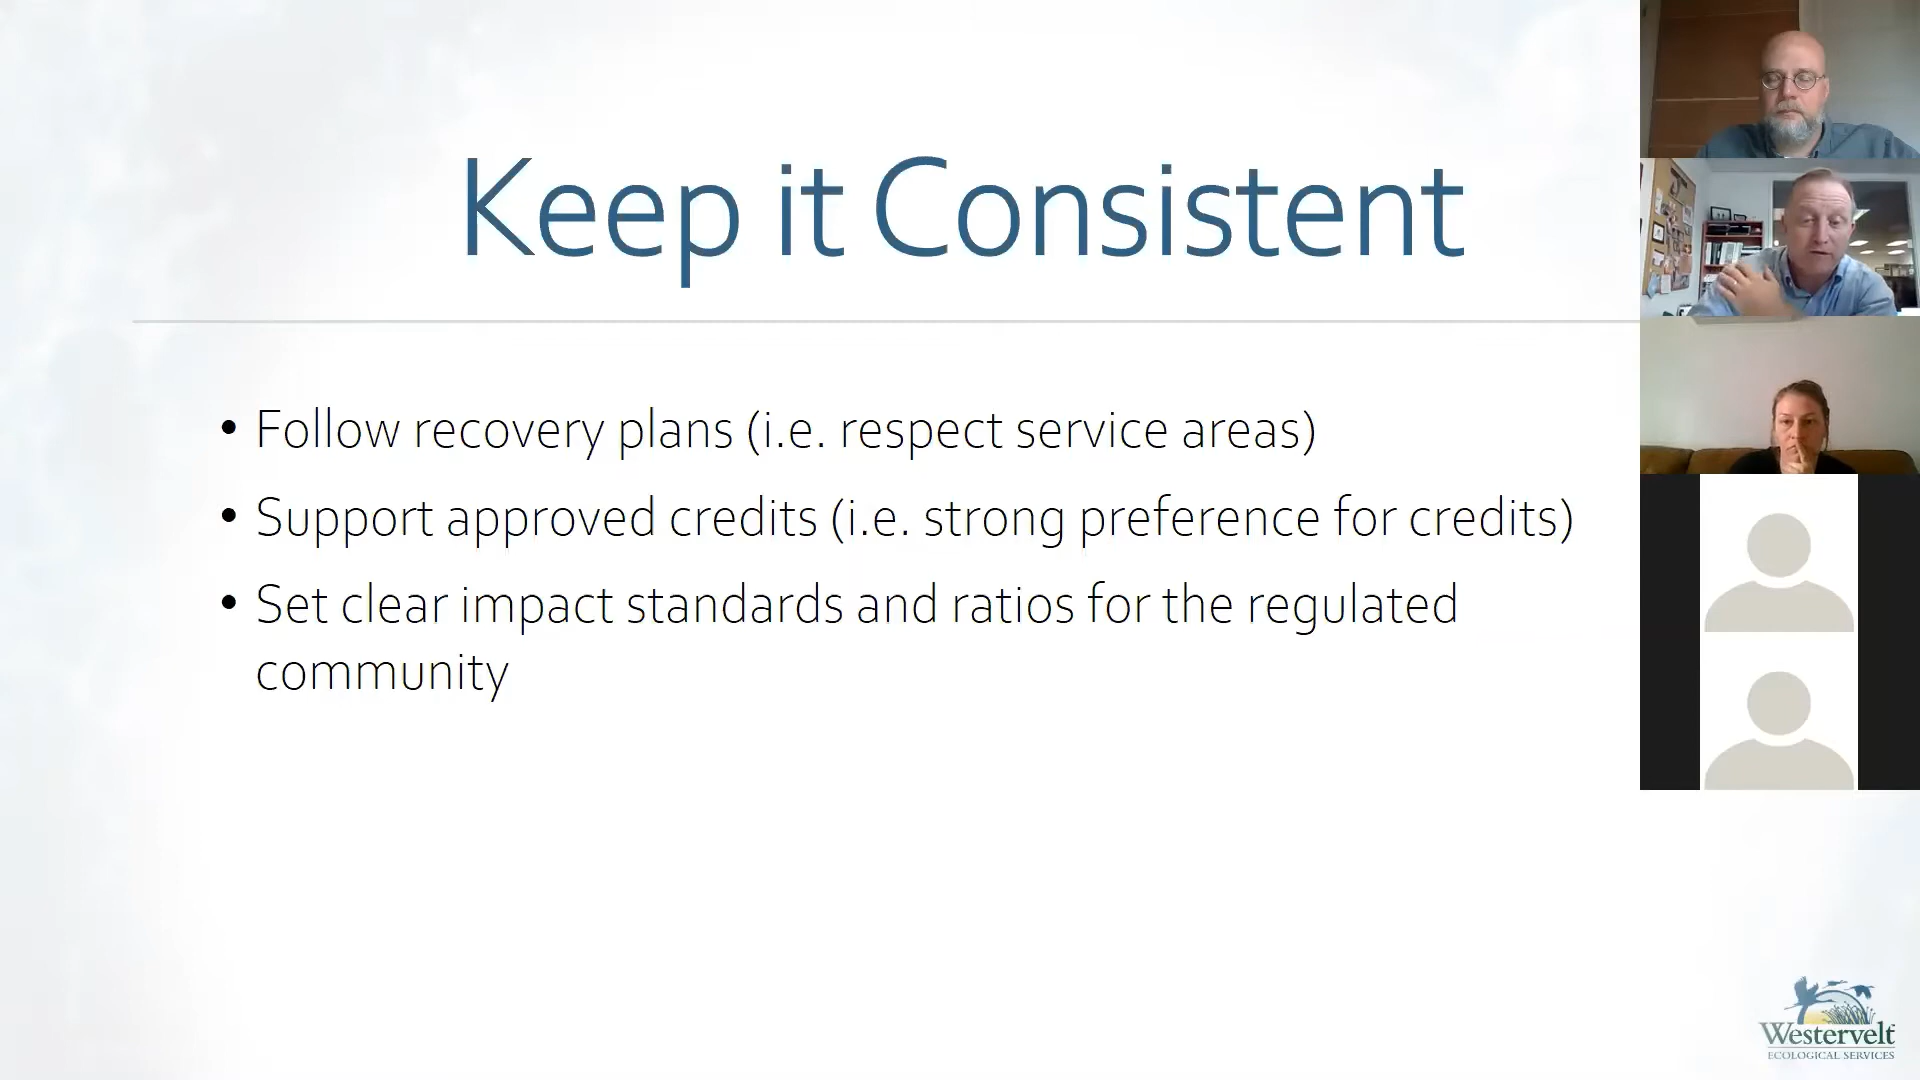 Keep it Consistent
• Follow recovery plans (i.e. respect service areas)
• Support approved credits (i.e. strong preference for credits)
• Set clear impact standards and ratios for the regulated
community
Westervelt
ECOLOGICAL SERVICES